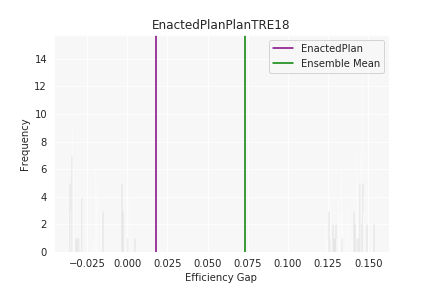 EnactedPlanPlanTRE18
EnactedPlan
Ensemble Mean
14
12
10
8
6
4
2
0
Frequency
−0.025 0.000 0.025 0.050 0.075 0.100 0.125 0.150
Efficiency Gap